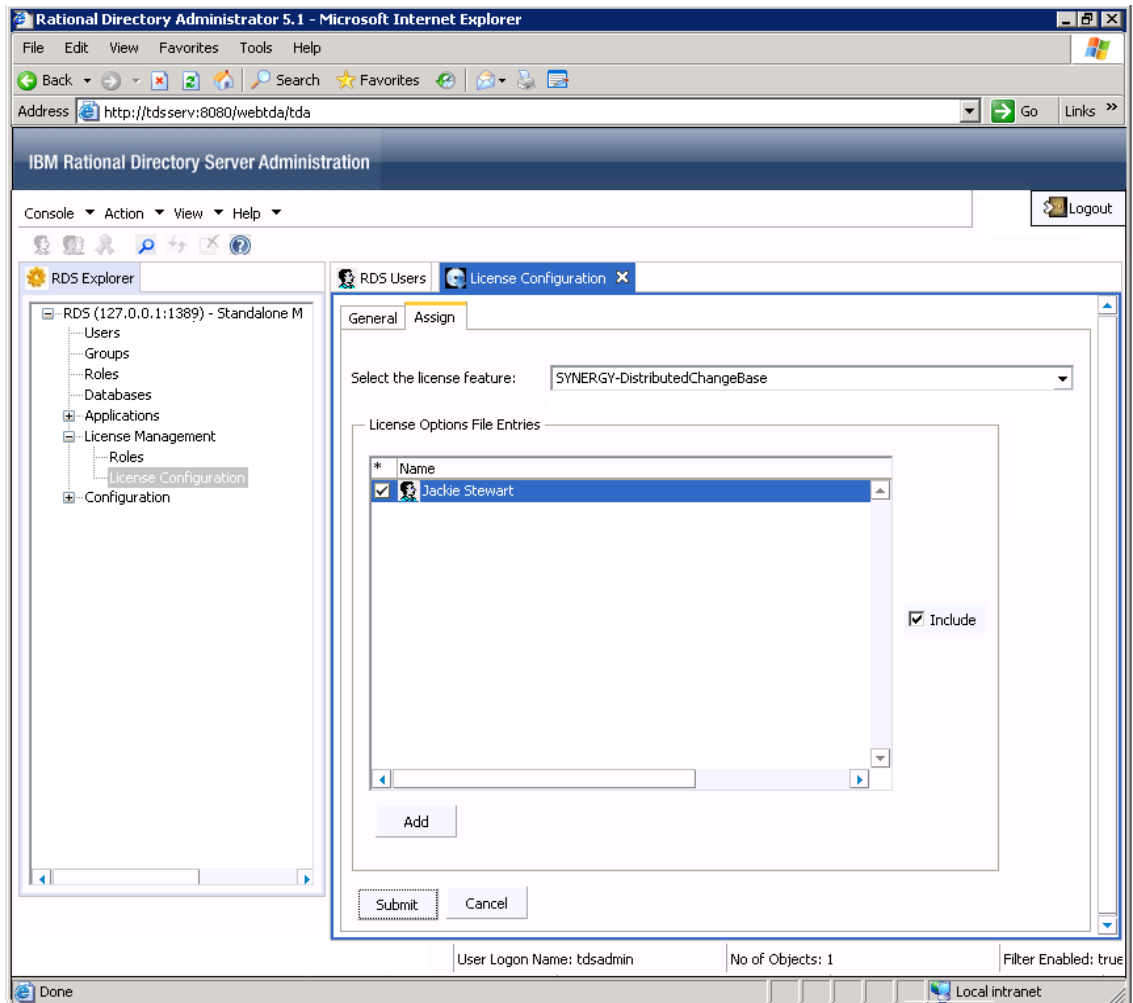 Rational Directory Administrator 5.1 - Microsoft Internet Explorer
File Edit View Favorites Tools Help
Back Search Favorites
Address http://tdsserv:8080/webtda/tda Go Links »
IBM Rational Directory Server Administration
Console Action View Help
Logout
RDS Explorer
RDS Users License Configuration
RDS (127.0.0.1:1389) - Standalone M
Users
Groups
Roles
Databases
Applications
License Management
Roles
License Configuration
Configuration
General Assign
Select the license feature: SYNERGY-DistributedChangeBase
License Options File Entries
* Name
Jackie Stewart
Include
Add
Submit Cancel
User Logon Name: tdsadmin No of Objects: 1 Filter Enabled: true
Done Local intranet